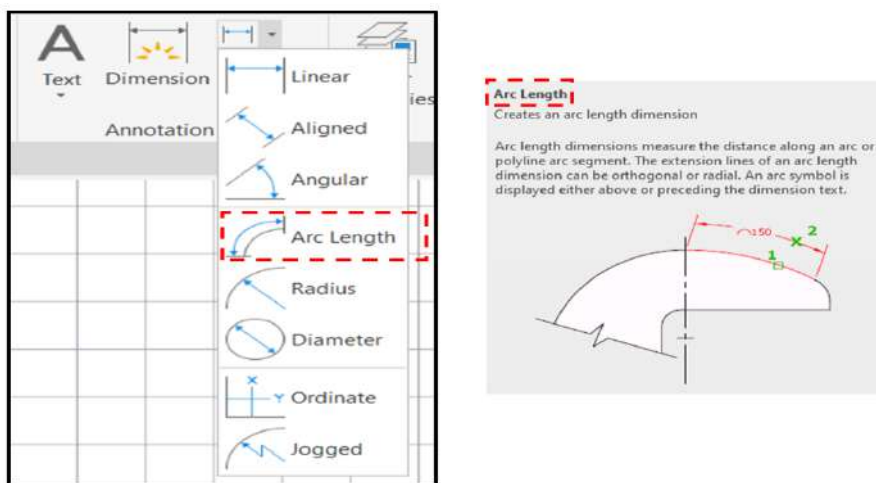 Text
Dimension
Annotation
Linear
Aligned
Angular
Arc Length
Radius
Diameter
X
Y
Ordinate
Jogged
ies
Arc Length
Creates an arc length dimension
Arc length dimensions measure the distance along an arc or
polyline arc segment. The extension lines of an arc length
dimension can be orthogonal or radial. An arc symbol is
displayed either above or preceding the dimension text.
⌒150
2
1